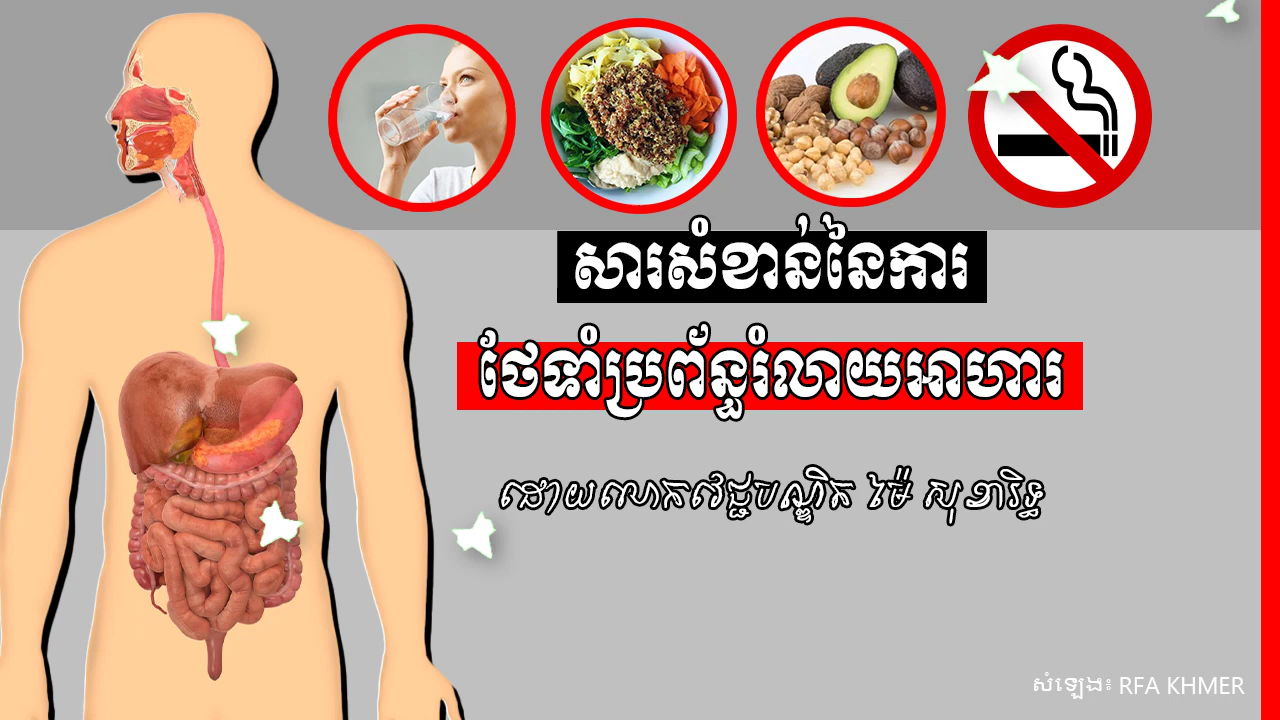 សារសំខាន់នៃការ
ថែទាំប្រព័ន្ធរំលាយអាហារ
ដោយលោកវេជ្ជបណ្ឌិត ម៉ៃ សុខារិទ្ធ
សំឡេង៖ RFA KHMER